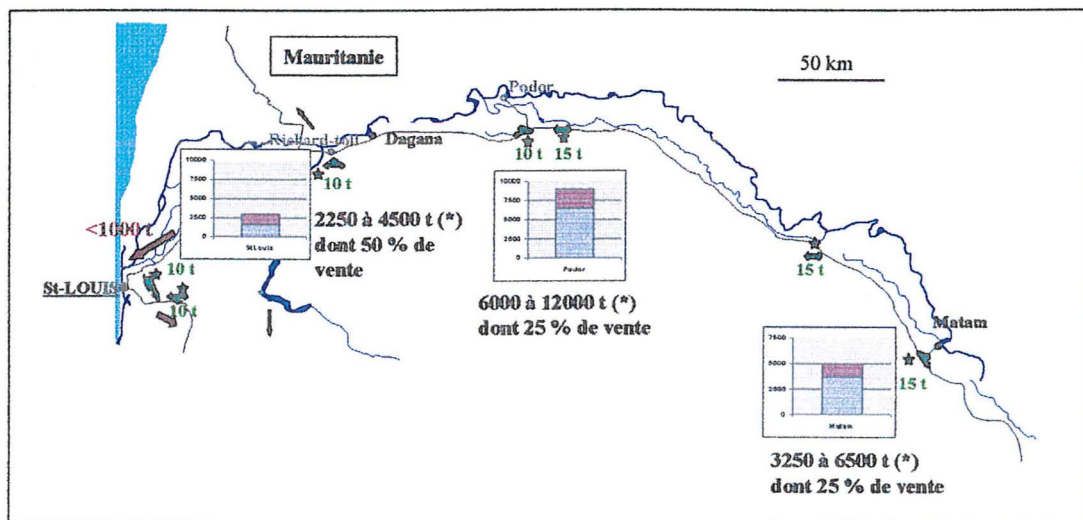 Mauritanie
50 km
Podor
Richard-toll
Dagana
10 t
15 t
10000
7500
5000
2500
0
St Louis
10 t
2250 à 4500 t (*)
dont 50 % de
vente
10000
7500
5000
2500
0
Podor
6000 à 12000 t (*)
dont 25 % de vente
<1000 t
St-LOUIS
10 t
10 t
15 t
Matam
7500
5000
2500
0
Matam
15 t
3250 à 6500 t (*)
dont 25 % de vente